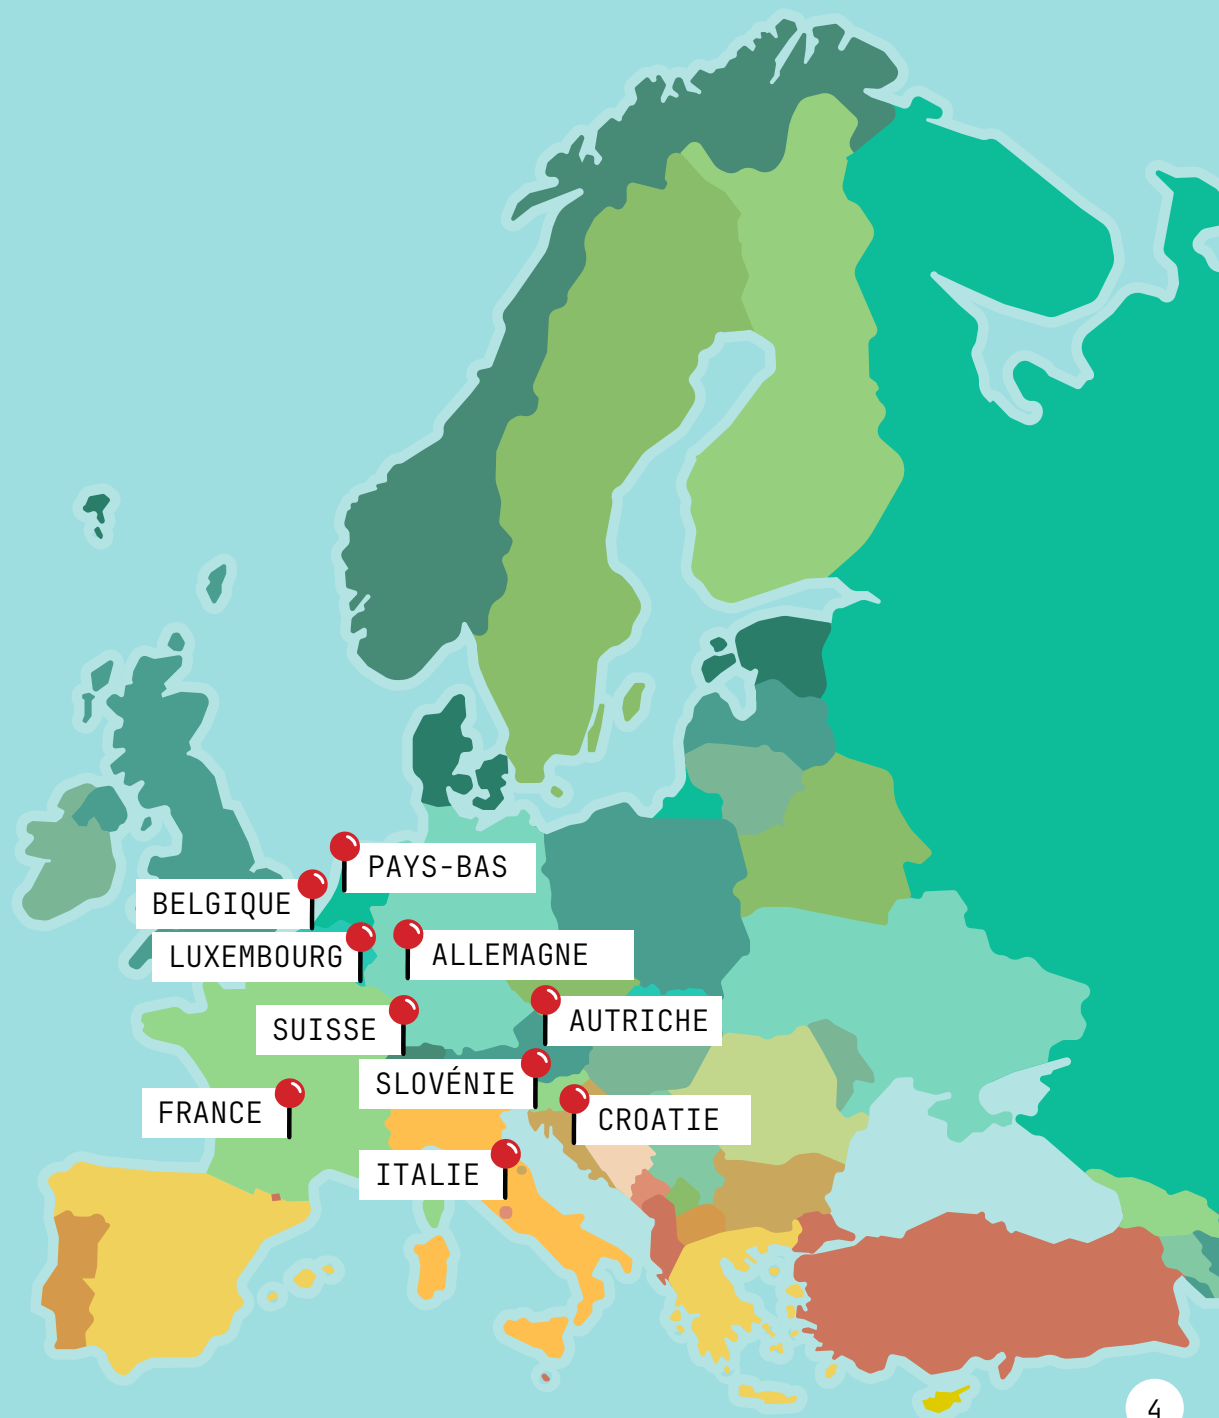 PAYS-BAS
BELGIQUE
LUXEMBOURG
ALLEMAGNE
SUISSE
AUTRICHE
SLOVÉNIE
FRANCE
CROATIE
ITALIE
4